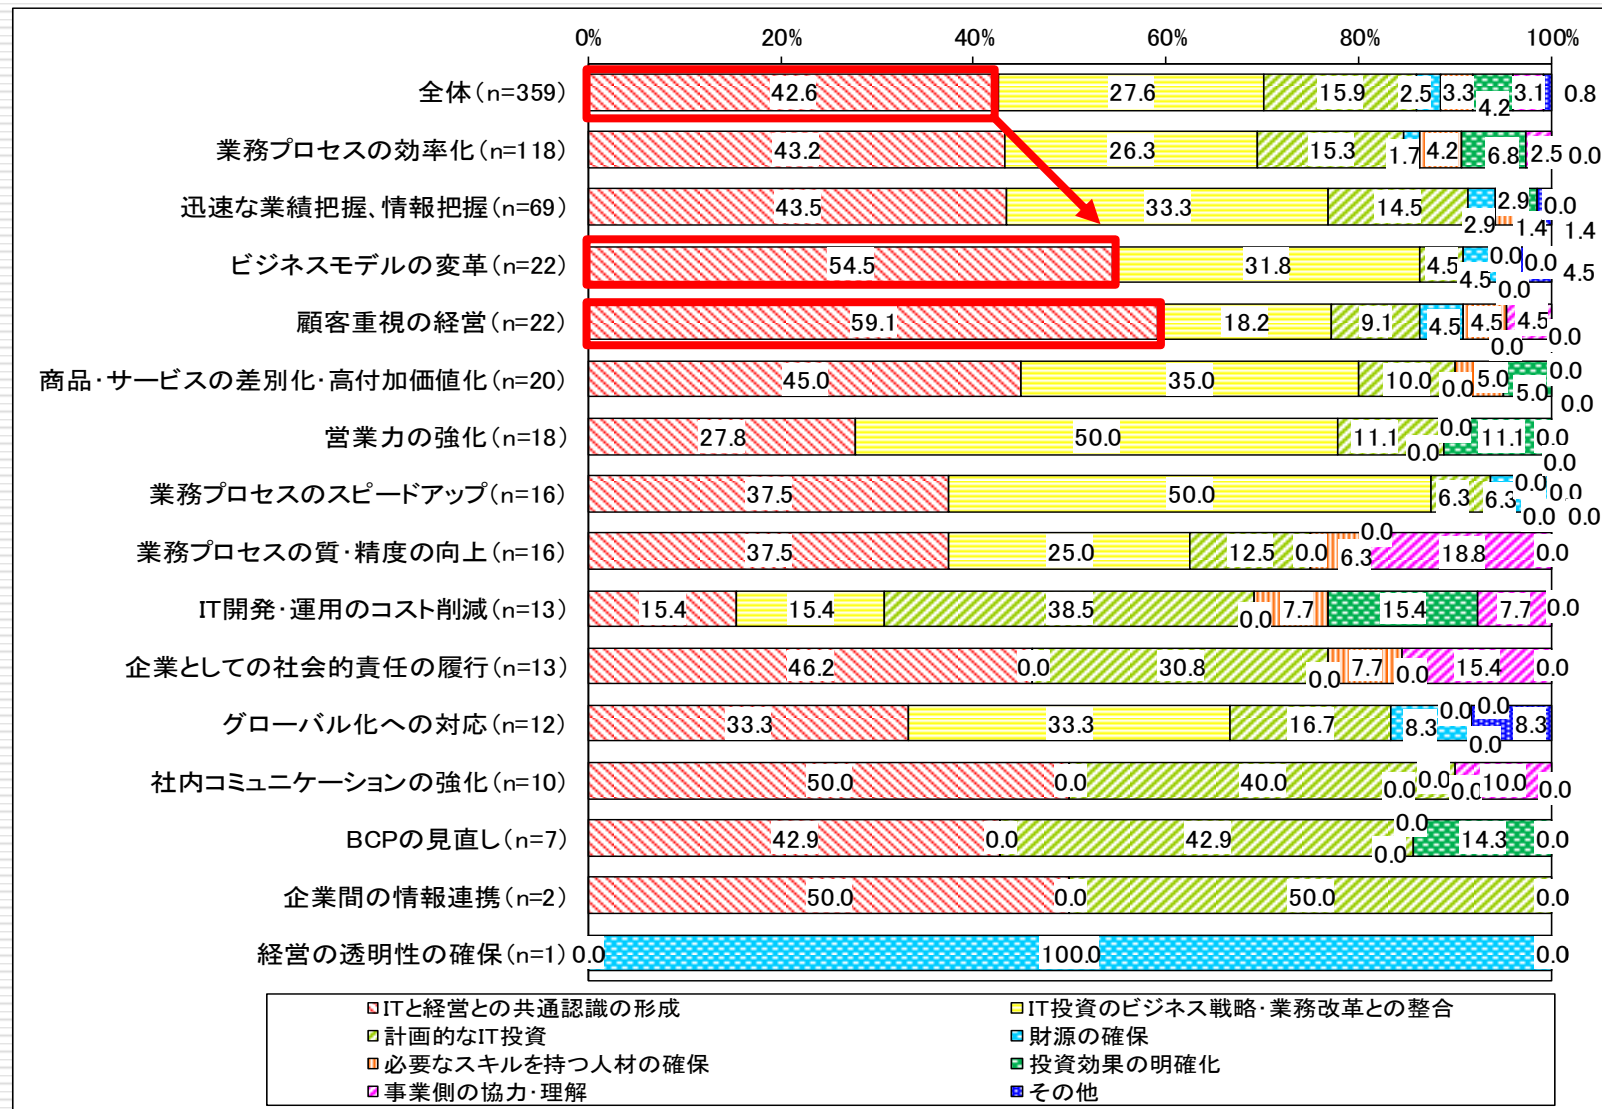 0% 20% 40% 60% 80% 100%
全体(n=359) 42.6 27.6 15.9 2.5 3.3 4.2 3.1 0.8
業務プロセスの効率化(n=118) 43.2 26.3 15.3 1.7 4.2 6.8 2.5 0.0
迅速な業績把握、情報把握(n=69) 43.5 33.3 14.5 2.9 2.9 1.4 0.0 1.4
ビジネスモデルの変革(n=22) 54.5 31.8 4.5 4.5 0.0 0.0 0.0 4.5
顧客重視の経営(n=22) 59.1 18.2 9.1 4.5 4.5 0.0 4.5 0.0
商品・サービスの差別化・高付加価値化(n=20) 45.0 35.0 10.0 0.0 5.0 5.0 0.0 0.0
営業力の強化(n=18) 27.8 50.0 11.1 0.0 0.0 11.1 0.0 0.0
業務プロセスのスピードアップ(n=16) 37.5 50.0 6.3 6.3 0.0 0.0 0.0 0.0
業務プロセスの質・精度の向上(n=16) 37.5 25.0 12.5 0.0 6.3 0.0 18.8 0.0
IT開発・運用のコスト削減(n=13) 15.4 15.4 38.5 0.0 7.7 15.4 7.7 0.0
企業としての社会的責任の履行(n=13) 46.2 0.0 30.8 0.0 7.7 0.0 15.4 0.0
グローバル化への対応(n=12) 33.3 33.3 16.7 8.3 0.0 0.0 0.0 8.3
社内コミュニケーションの強化(n=10) 50.0 0.0 40.0 0.0 0.0 0.0 10.0 0.0
BCPの見直し(n=7) 42.9 0.0 42.9 0.0 0.0 14.3 0.0
企業間の情報連携(n=2) 50.0 0.0 50.0 0.0
経営の透明性の確保(n=1) 0.0 100.0 0.0
ITと経営との共通認識の形成 IT投資のビジネス戦略・業務改革との整合
計画的なIT投資 財源の確保
必要なスキルを持つ人材の確保 投資効果の明確化
事業側の協力・理解 その他